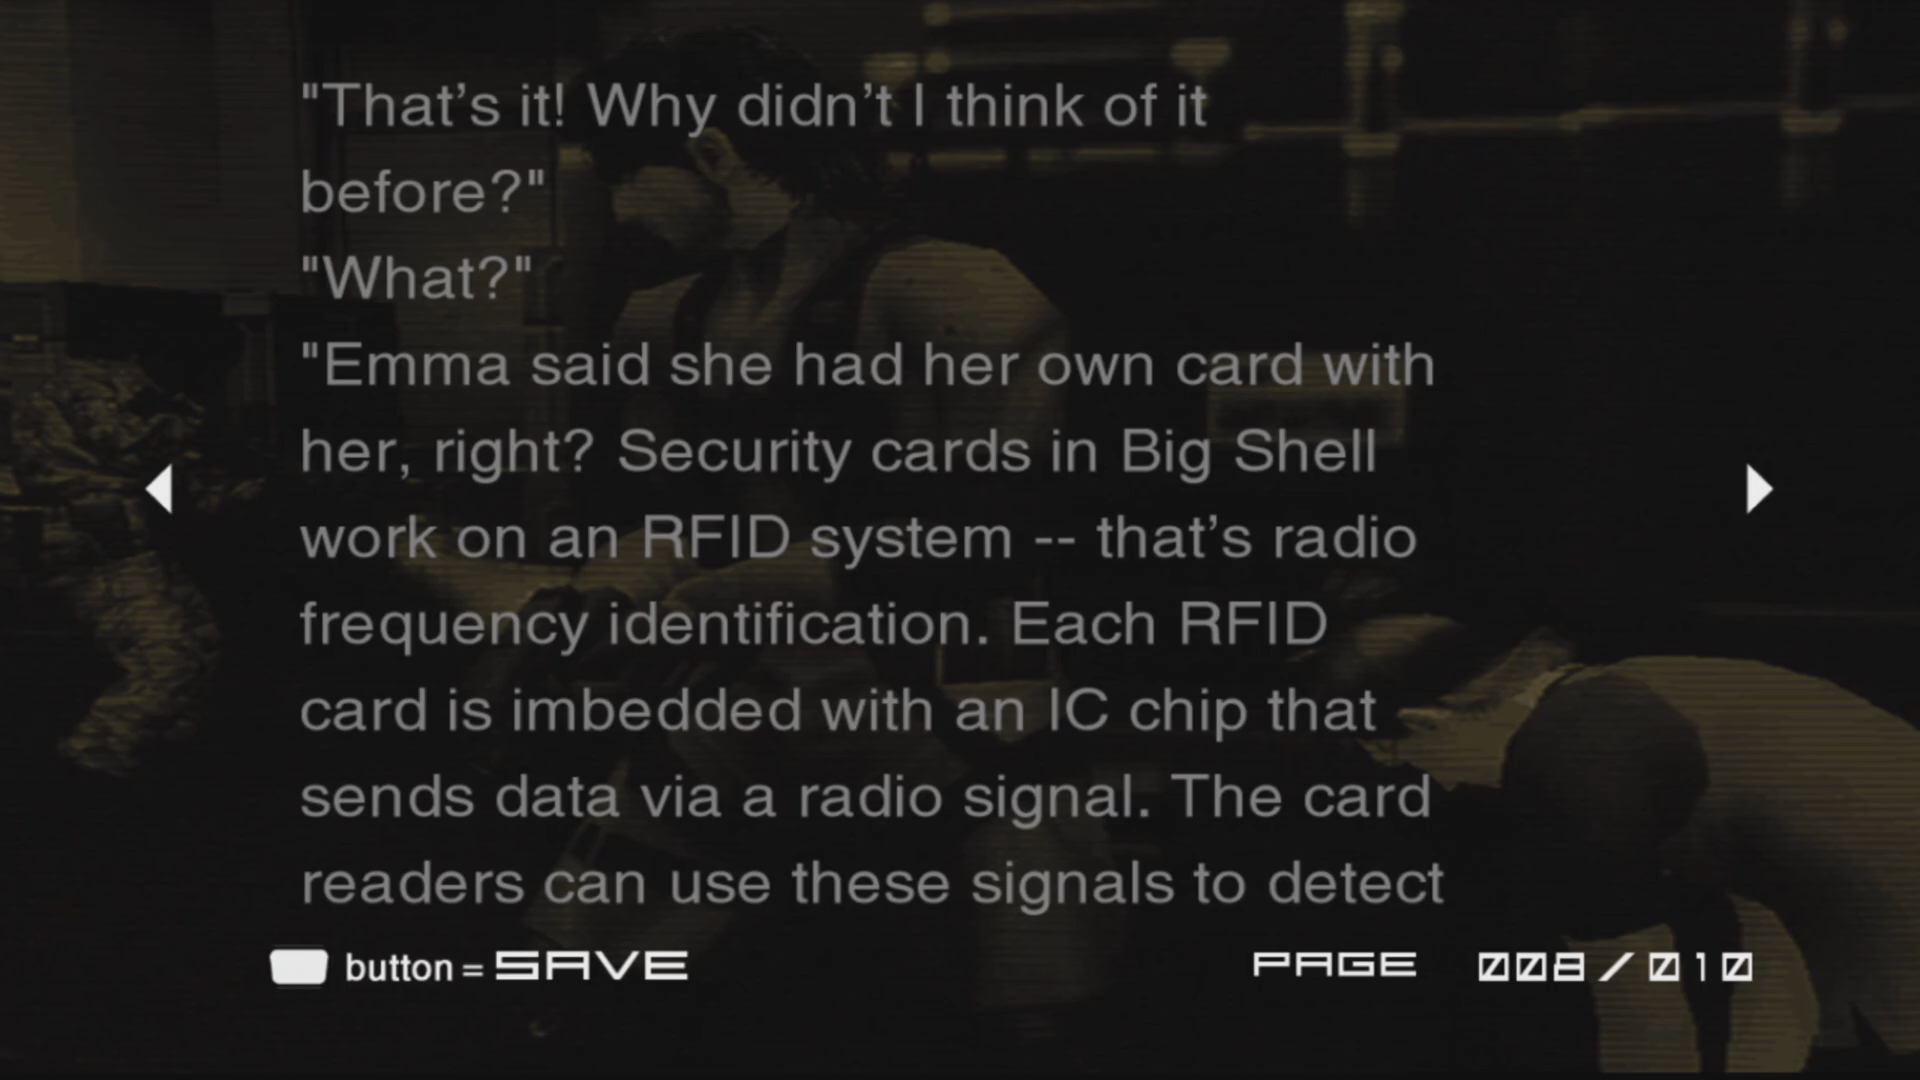 "That’s it! Why didn’t I think of it
before?"
"What?"
"Emma said she had her own card with
her, right? Security cards in Big Shell
work on an RFID system -- that’s radio
frequency identification. Each RFID
card is imbedded with an IC chip that
sends data via a radio signal. The card
readers can use these signals to detect
button = SAVE
PAGE 008/010